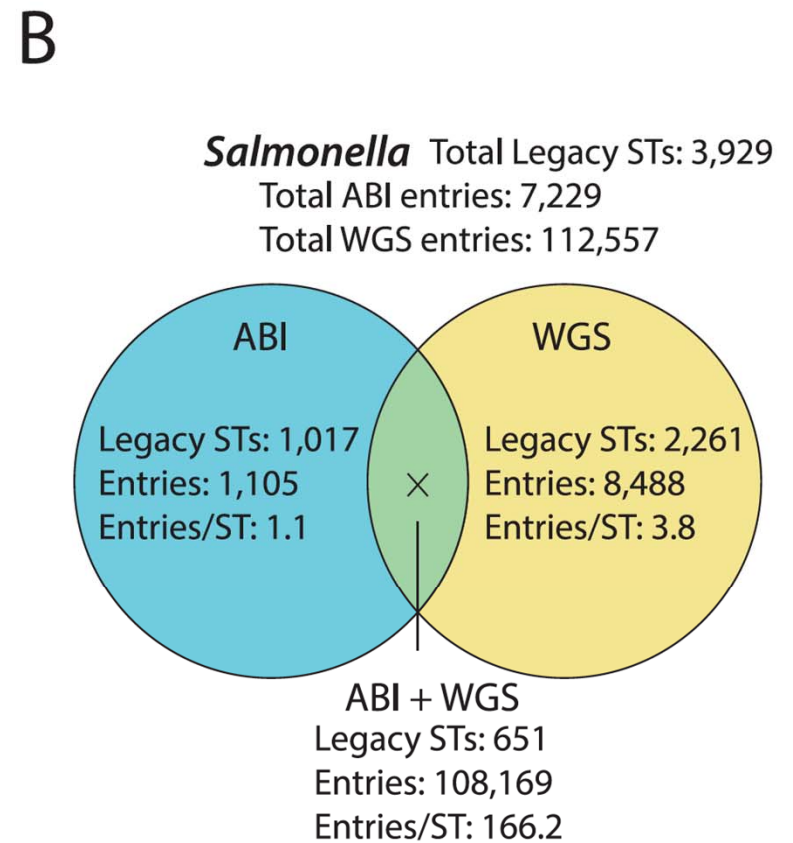 B
Salmonella Total Legacy STs: 3,929
Total ABI entries: 7,229
Total WGS entries: 112,557
ABI
WGS
Legacy STs: 1,017
Entries: 1,105
Entries/ST: 1.1
Legacy STs: 2,261
Entries: 8,488
Entries/ST: 3.8
ABI + WGS
Legacy STs: 651
Entries: 108,169
Entries/ST: 166.2